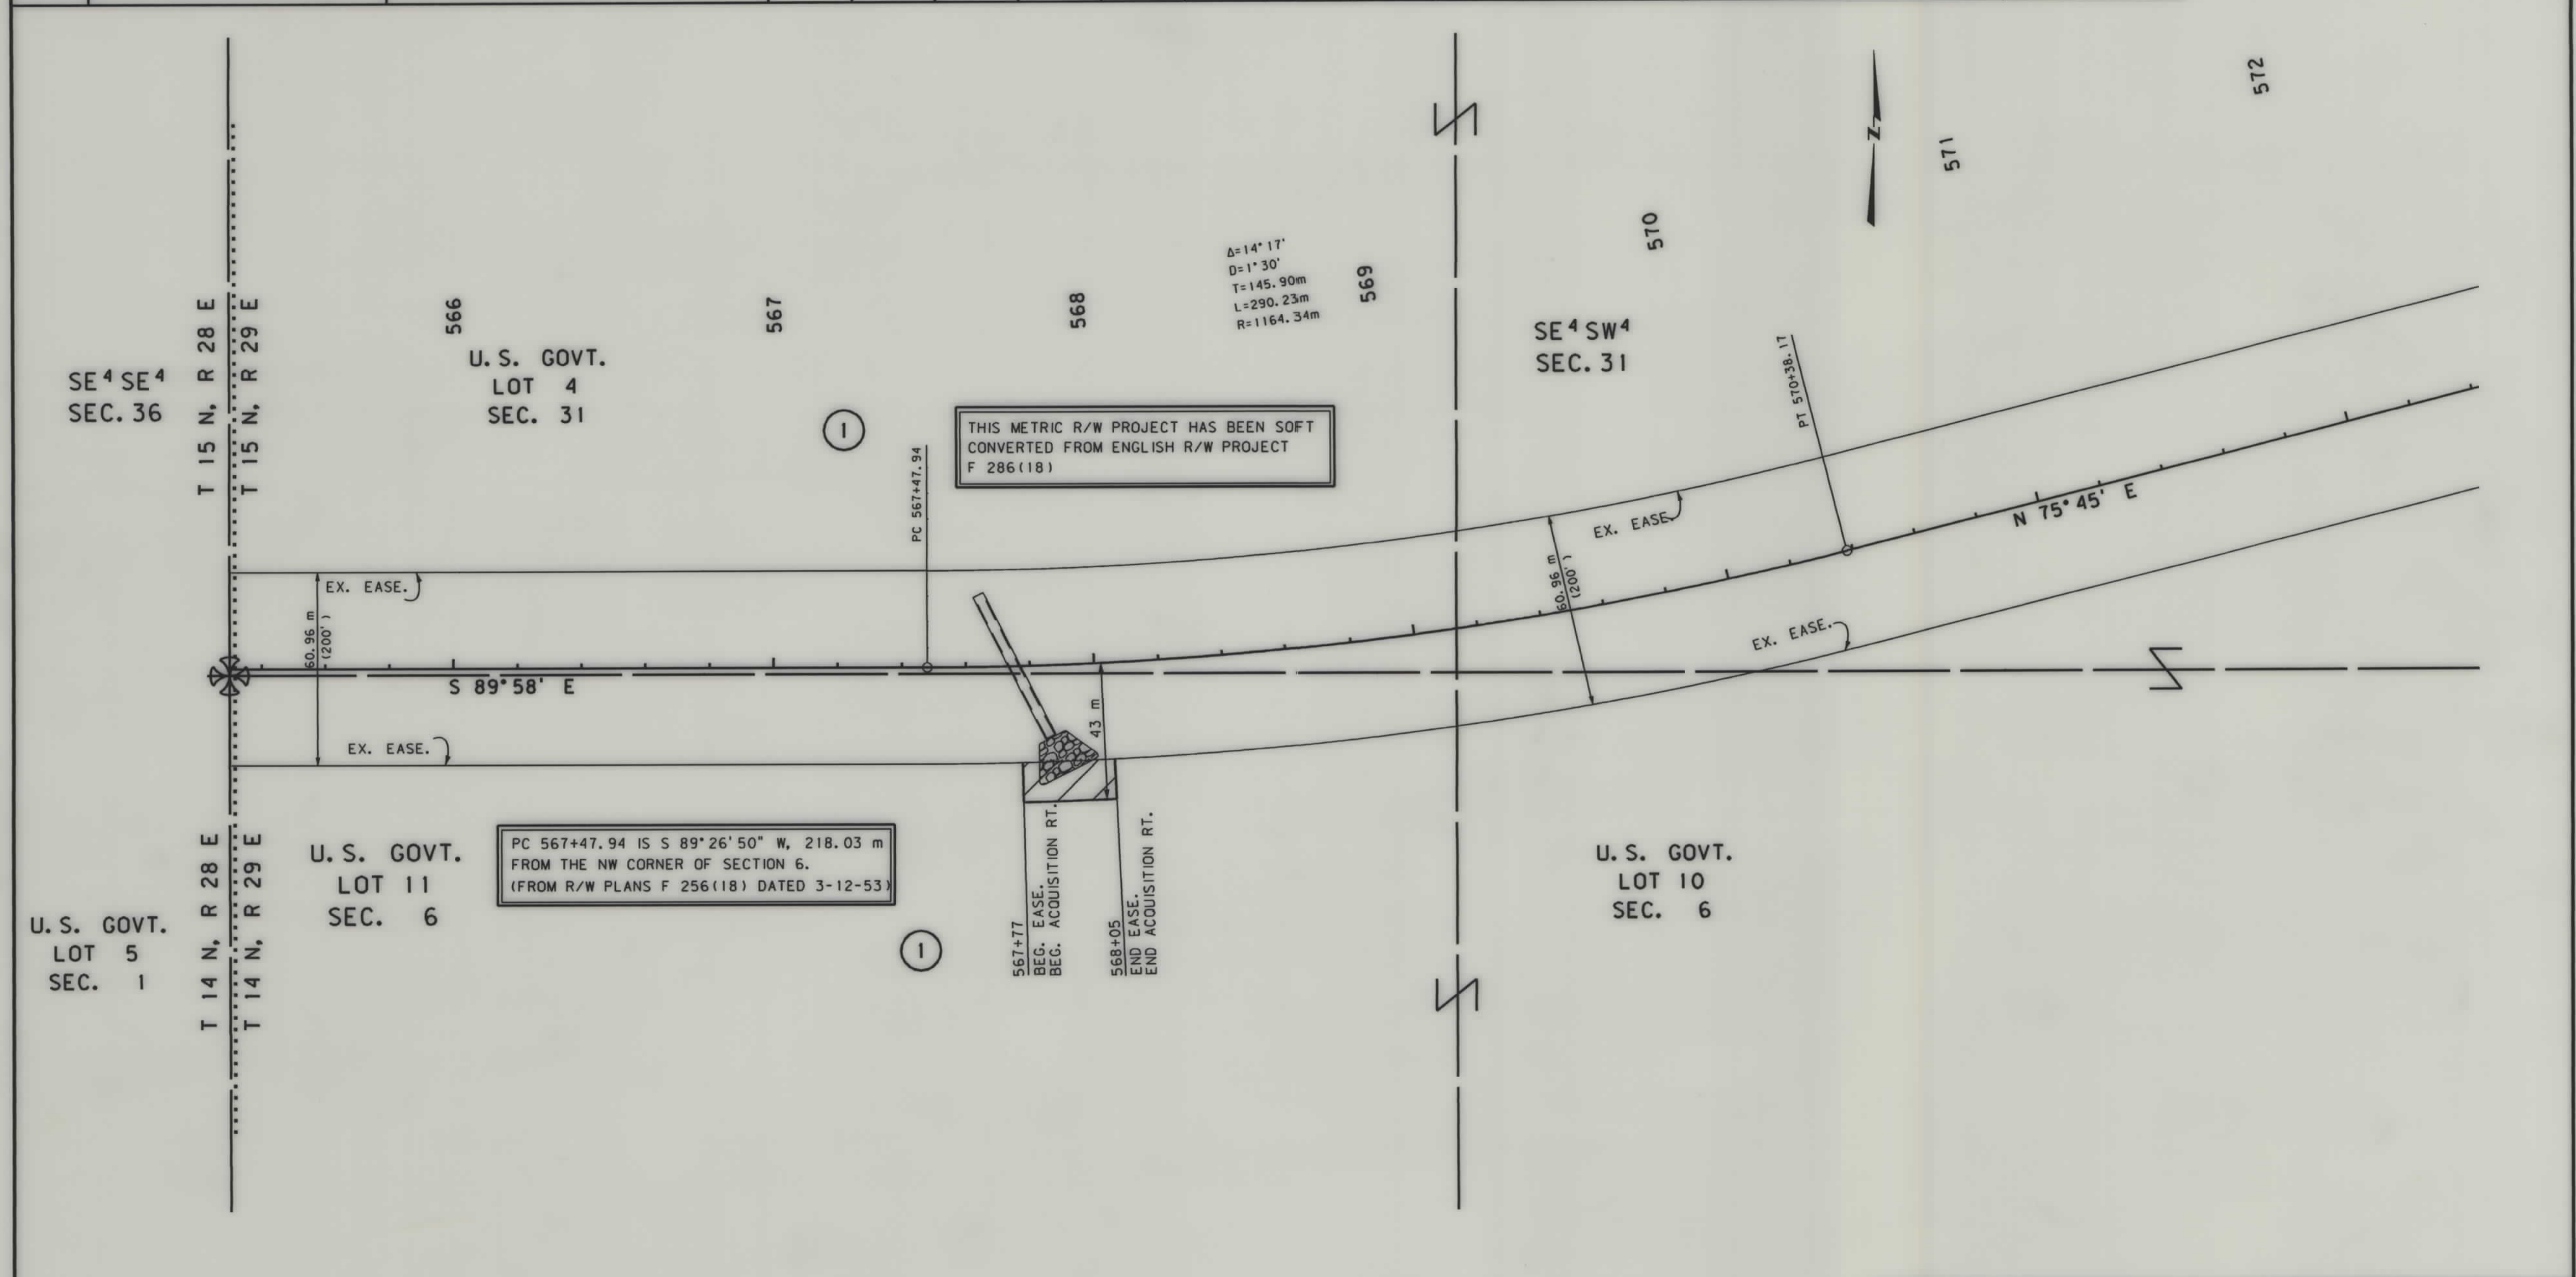 572
571
570
569
568
567
566
Δ=14°17'
D=1°30'
T=145.90m
L=290.23m
R=1164.34m
N
T 15 N, R 28 E
T 15 N, R 29 E
SE⁴ SE⁴
SEC. 36
U.S. GOVT.
LOT 4
SEC. 31
1
THIS METRIC R/W PROJECT HAS BEEN SOFT
CONVERTED FROM ENGLISH R/W PROJECT
F 286(18)
SE⁴ SW⁴
SEC. 31
PC 567+47.94
PT 570+38.17
EX. EASE.
60.96 m
(200')
S 89°58' E
EX. EASE.
EX. EASE.
60.96 m
(200')
N 75°45' E
EX. EASE.
43 m
T 14 N, R 28 E
T 14 N, R 29 E
U.S. GOVT.
LOT 5
SEC. 1
U.S. GOVT.
LOT 11
SEC. 6
PC 567+47.94 IS S 89°26'50" W, 218.03 m
FROM THE NW CORNER OF SECTION 6.
(FROM R/W PLANS F 256(18) DATED 3-12-53)
1
567+77
BEG. EASE.
BEG. ACQUISITION RT.
568+05
END EASE.
END ACQUISITION RT.
U.S. GOVT.
LOT 10
SEC. 6